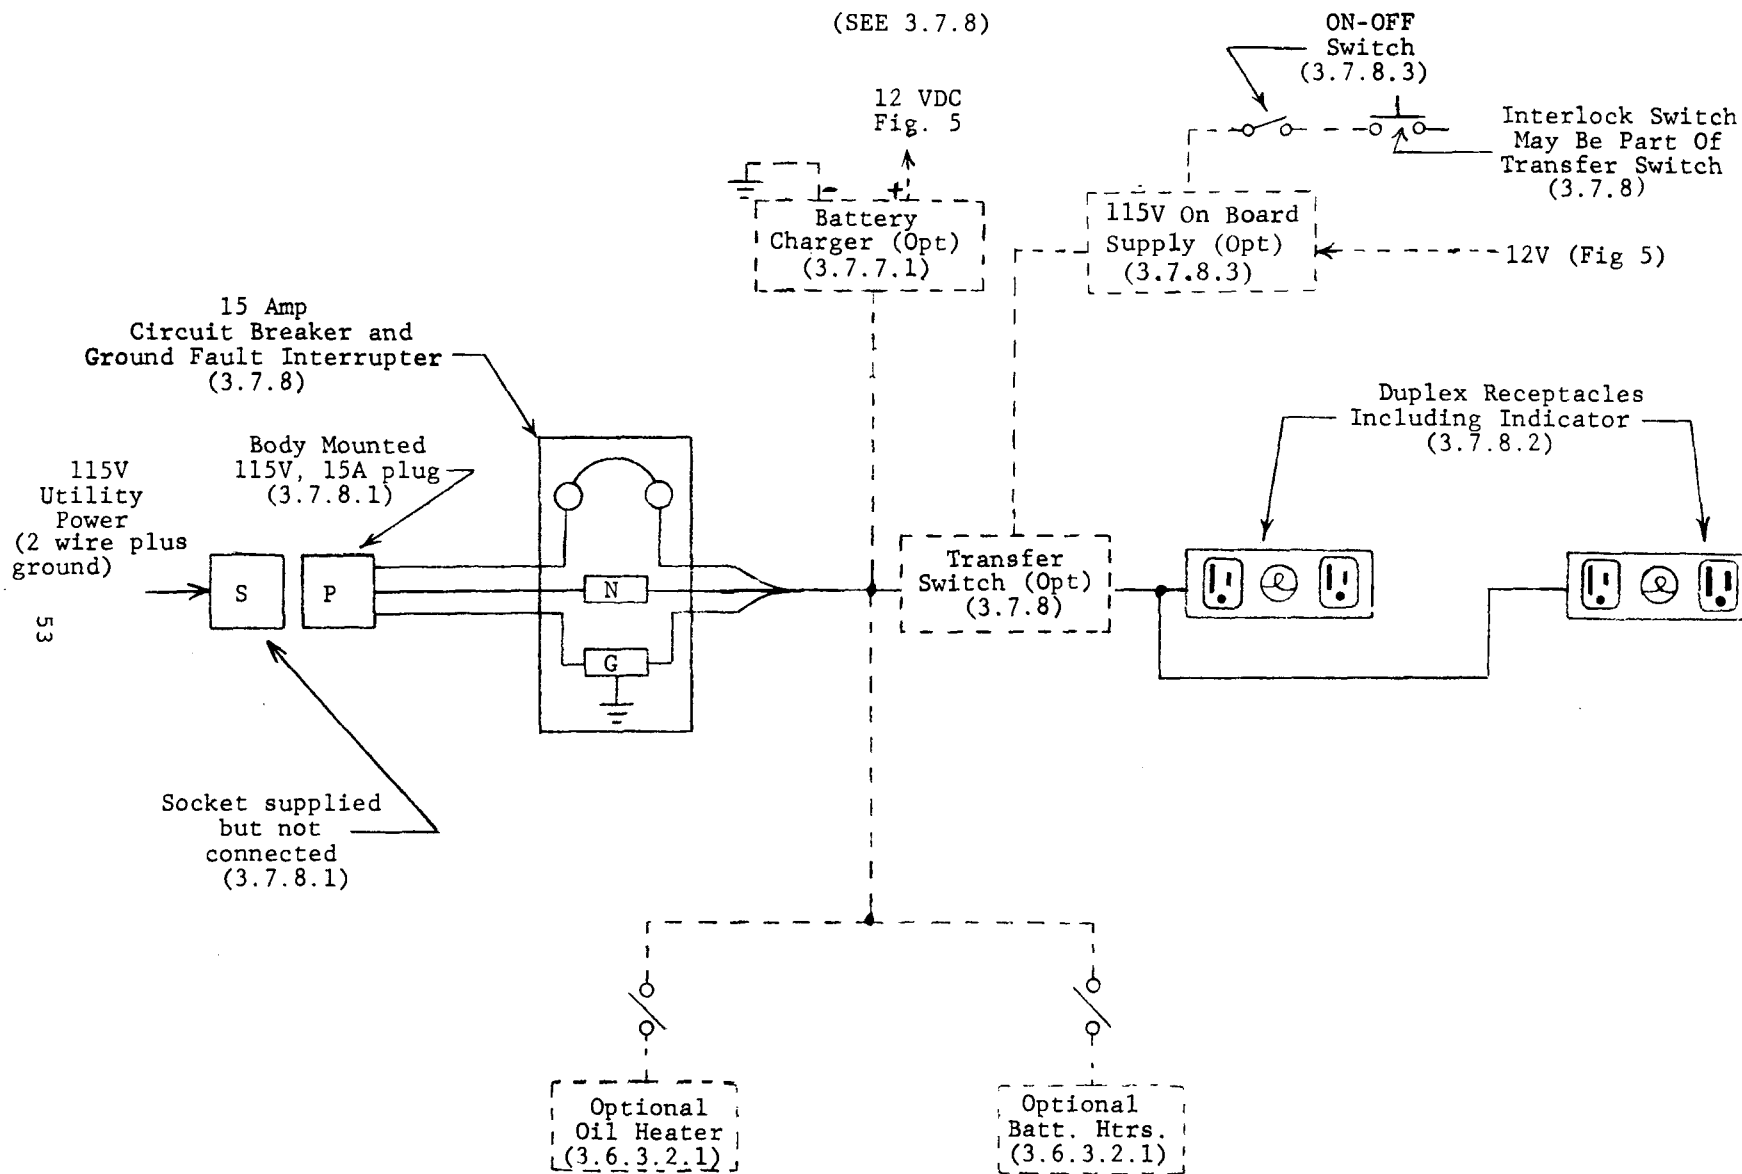 (SEE 3.7.8)
ON-OFF
Switch
(3.7.8.3)
12 VDC
Fig. 5
Interlock Switch
May Be Part Of
Transfer Switch
(3.7.8)
- +
Battery
Charger (Opt)
(3.7.7.1)
115V On Board
Supply (Opt)
(3.7.8.3)
12V (Fig 5)
15 Amp
Circuit Breaker and
Ground Fault Interrupter
(3.7.8)
Duplex Receptacles
Including Indicator
(3.7.8.2)
Body Mounted
115V, 15A plug
(3.7.8.1)
115V
Utility
Power
(2 wire plus
ground)
S
P
N
G
Transfer
Switch (Opt)
(3.7.8)
53
Socket supplied
but not
connected
(3.7.8.1)
Optional
Oil Heater
(3.6.3.2.1)
Optional
Batt. Htrs.
(3.6.3.2.1)